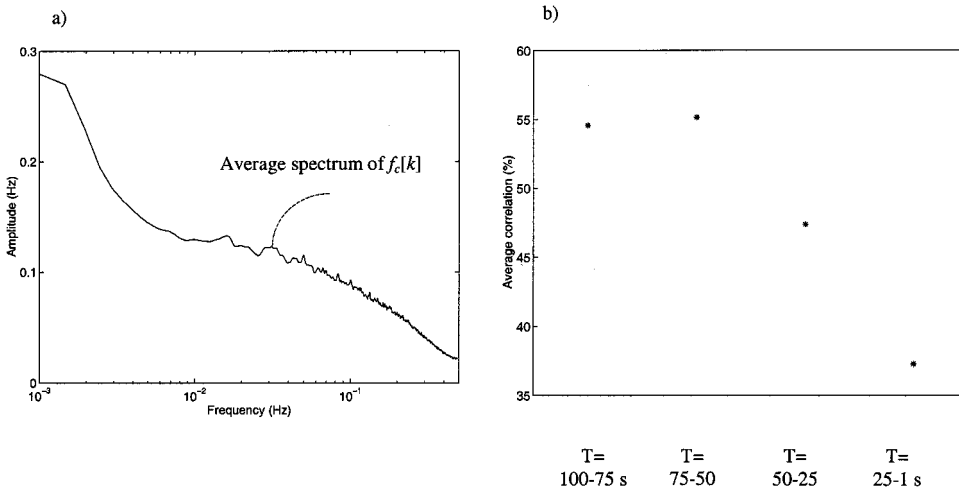 a)
0.3
0.2
0.1
0
Amplitude (Hz)
10⁻³
10⁻²
10⁻¹
Frequency (Hz)
Average spectrum of f_c[k]
b)
60
55
50
45
40
35
Average correlation (%)
T=
100-75 s
T=
75-50
T=
50-25
T=
25-1 s